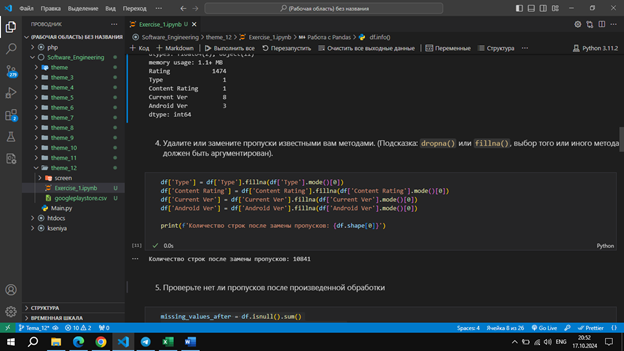 Файл Правка Выделение Вид Переход ··· (Рабочая область) без названия
ПРОВОДНИК ··· Exercise_1.ipynb U
(РАБОЧАЯ ОБЛАСТЬ) БЕЗ НАЗВАНИЯ
Software_Engineering > theme_12 > Exercise_1.ipynb > Работа с Pandas > df.info()
+ Код + Markdown Выполнить все Перезапустить Очистить все выходные данные Переменные Структура ··· Python 3.11.2
php
Software_Engineering
theme
theme_3
theme_4
theme_5
theme_6
theme_7
theme_8
theme_9
theme_10
theme_11
theme_12
screen
Exercise_1.ipynb U
googleplaystore.csv U
Main.py
htdocs
kseniya
СТРУКТУРА
ВРЕМЕННАЯ ШКАЛА
279
2
memory usage: 1.1+ MB
Rating 1474
Type 1
Content Rating 1
Current Ver 8
Android Ver 3
dtype: int64
4. Удалите или замените пропуски известными вам методами. (Подсказка: dropna() или fillna(), выбор того или иного метода
должен быть аргументирован).
df['Type'] = df['Type'].fillna(df['Type'].mode()[0])
df['Content Rating'] = df['Content Rating'].fillna(df['Content Rating'].mode()[0])
df['Current Ver'] = df['Current Ver'].fillna(df['Current Ver'].mode()[0])
df['Android Ver'] = df['Android Ver'].fillna(df['Android Ver'].mode()[0])
print(f'Количество строк после замены пропусков: {df.shape[0]}')
[11] 0.0s Python
··· Количество строк после замены пропусков: 10841
5. Проверьте нет ли пропусков после произведенной обработки
missing_values_after = df.isnull().sum()
Tema_12* 10 2 0 Spaces: 4 Ячейка 8 из 26 Go Live Prettier
ENG 20:52
17.10.2024